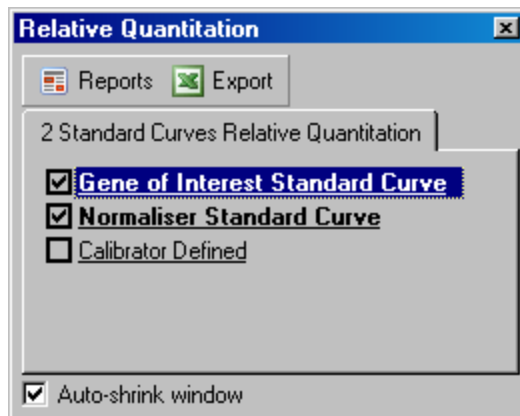 Relative Quantitation
Reports Export
2 Standard Curves Relative Quantitation
Gene of Interest Standard Curve
Normaliser Standard Curve
Calibrator Defined
Auto-shrink window